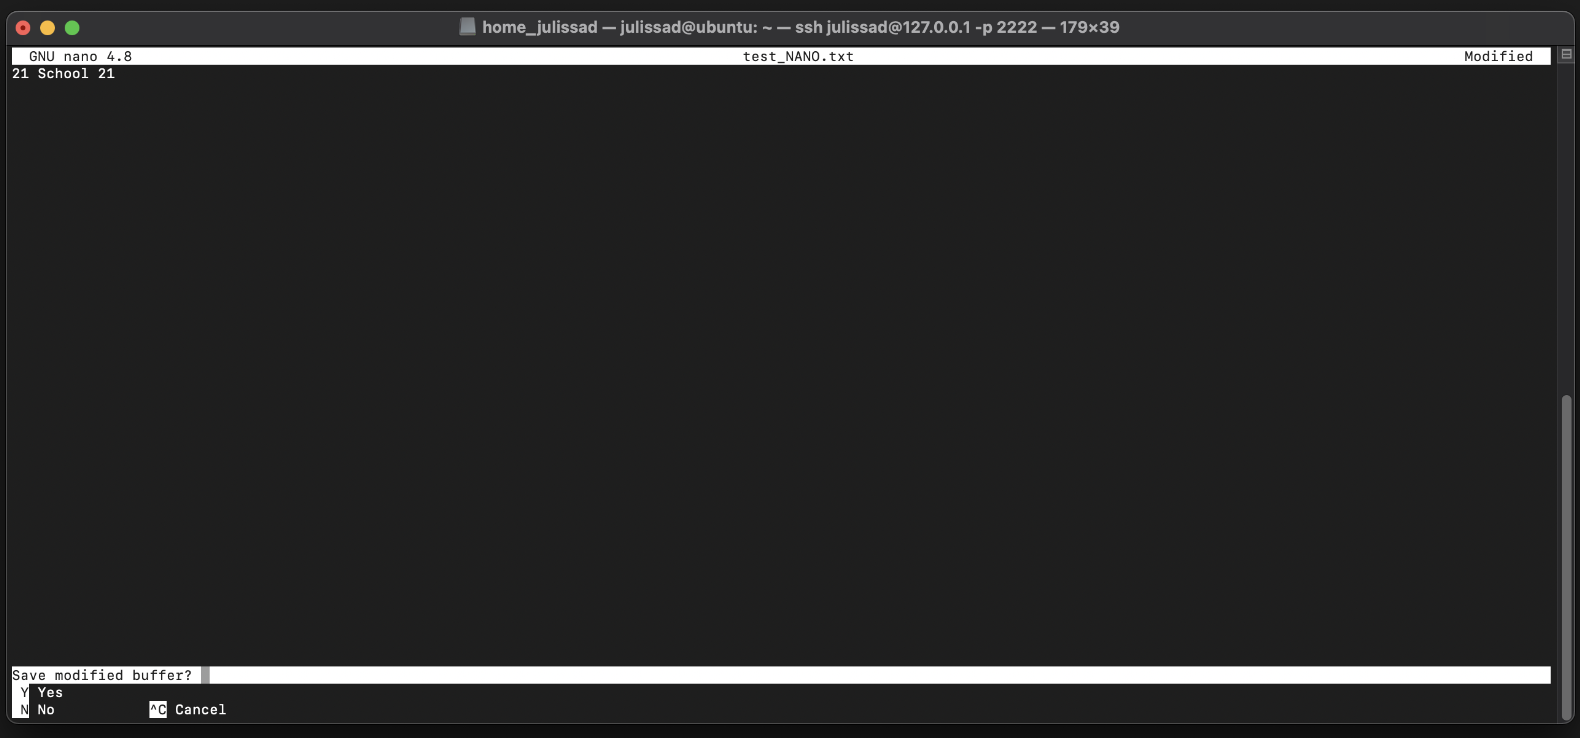 home_julissad — julissad@ubuntu: ~ — ssh julissad@127.0.0.1 -p 2222 — 179×39
GNU nano 4.8 test_NANO.txt Modified
21 School 21
Save modified buffer?
Y Yes
N No ^C Cancel